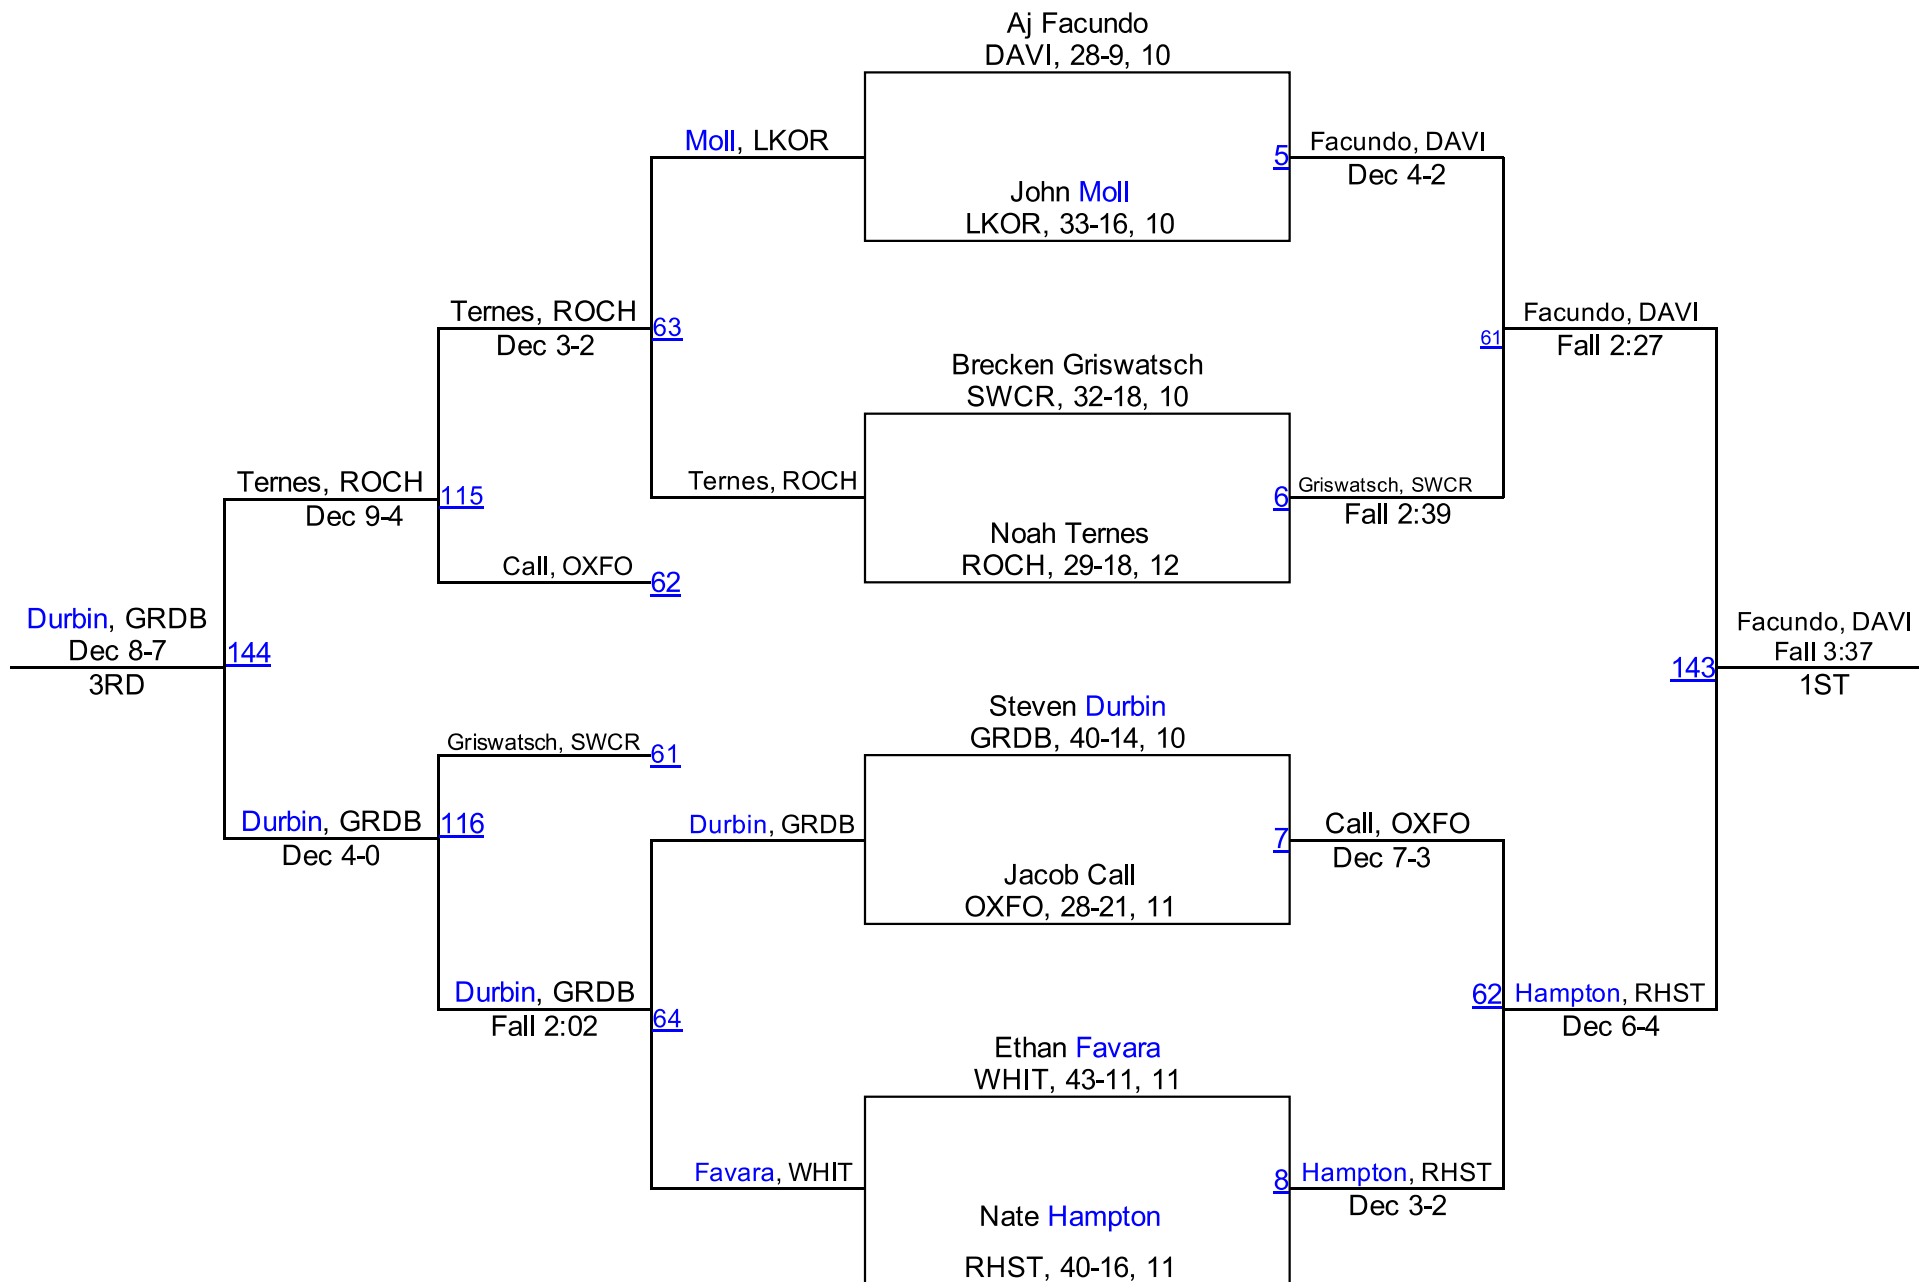 Aj Facundo
DAVI, 28-9, 10
Moll, LKOR
5
Facundo, DAVI
Dec 4-2
John Moll
LKOR, 33-16, 10
Ternes, ROCH
Dec 3-2
63
Facundo, DAVI
Fall 2:27
61
Brecken Griswatsch
SWCR, 32-18, 10
Ternes, ROCH
Dec 9-4
115
Ternes, ROCH
6
Griswatsch, SWCR
Fall 2:39
Noah Ternes
ROCH, 29-18, 12
Call, OXFO
62
Durbin, GRDB
Dec 8-7
3RD
144
Facundo, DAVI
Fall 3:37
1ST
143
Steven Durbin
GRDB, 40-14, 10
Griswatsch, SWCR
61
Durbin, GRDB
Dec 4-0
116
Durbin, GRDB
7
Call, OXFO
Dec 7-3
Jacob Call
OXFO, 28-21, 11
Durbin, GRDB
Fall 2:02
64
62
Hampton, RHST
Dec 6-4
Ethan Favara
WHIT, 43-11, 11
Favara, WHIT
8
Hampton, RHST
Dec 3-2
Nate Hampton
RHST, 40-16, 11